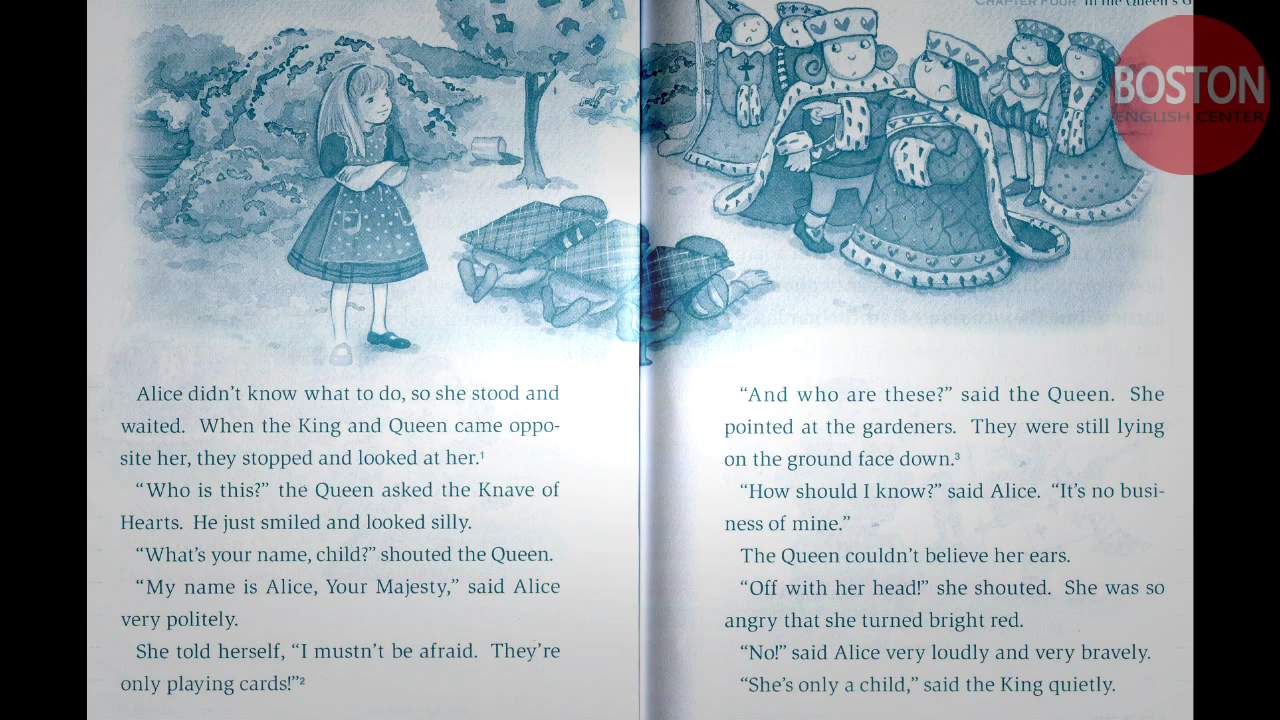 CHAPTER FOUR In the Queen's G
BOSTON
ENGLISH CENTER
Alice didn't know what to do, so she stood and
waited. When the King and Queen came oppo-
site her, they stopped and looked at her.¹
"Who is this?" the Queen asked the Knave of
Hearts. He just smiled and looked silly.
"What's your name, child?" shouted the Queen.
"My name is Alice, Your Majesty," said Alice
very politely.
She told herself, "I mustn't be afraid. They're
only playing cards!"²
"And who are these?" said the Queen. She
pointed at the gardeners. They were still lying
on the ground face down.³
"How should I know?" said Alice. "It's no busi-
ness of mine."
The Queen couldn't believe her ears.
"Off with her head!" she shouted. She was so
angry that she turned bright red.
"No!" said Alice very loudly and very bravely.
"She's only a child," said the King quietly.